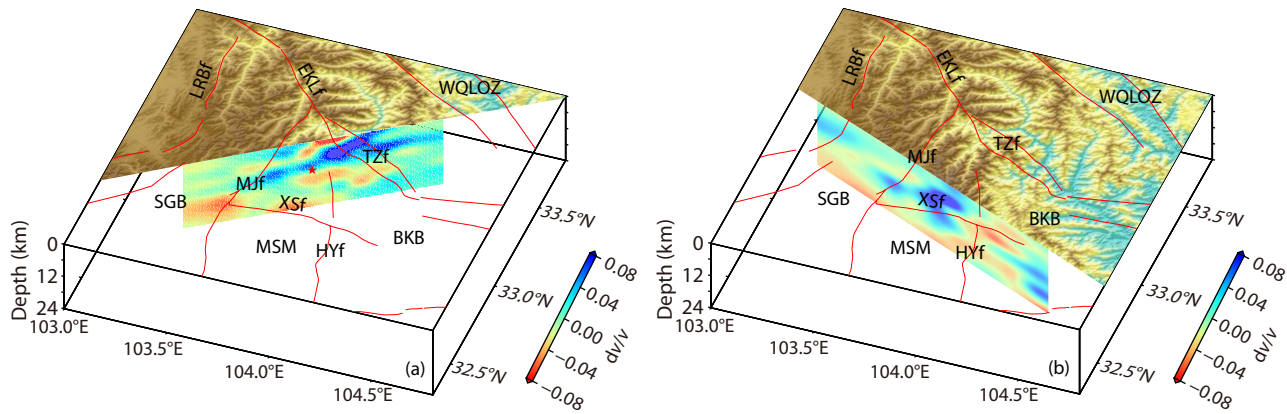 LRBf
EKLf
WQLOZ
TZf
MJf
SGB
XSf
MSM
HYf
BKB
0
12
24
Depth (km)
103.0°E
103.5°E
104.0°E
104.5°E
32.5°N
33.0°N
33.5°N
(a)
0.08
0.04
0.00
−0.04
−0.08
dv/v
LRBf
EKLf
WQLOZ
TZf
MJf
SGB
XSf
BKB
MSM
HYf
0
12
24
Depth (km)
103.0°E
103.5°E
104.0°E
104.5°E
32.5°N
33.0°N
33.5°N
(b)
0.08
0.04
0.00
−0.04
−0.08
dv/v